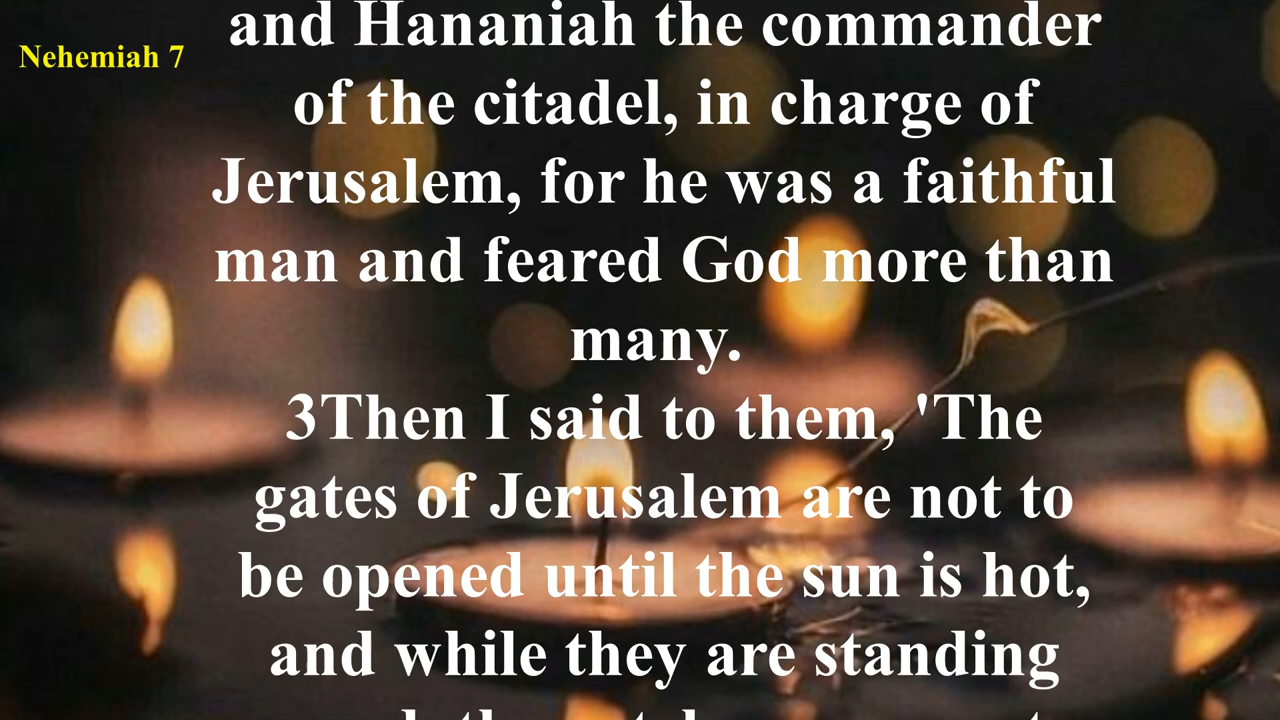 Nehemiah 7
and Hananiah the commander
of the citadel, in charge of
Jerusalem, for he was a faithful
man and feared God more than
many.
3Then I said to them, 'The
gates of Jerusalem are not to
be opened until the sun is hot,
and while they are standing